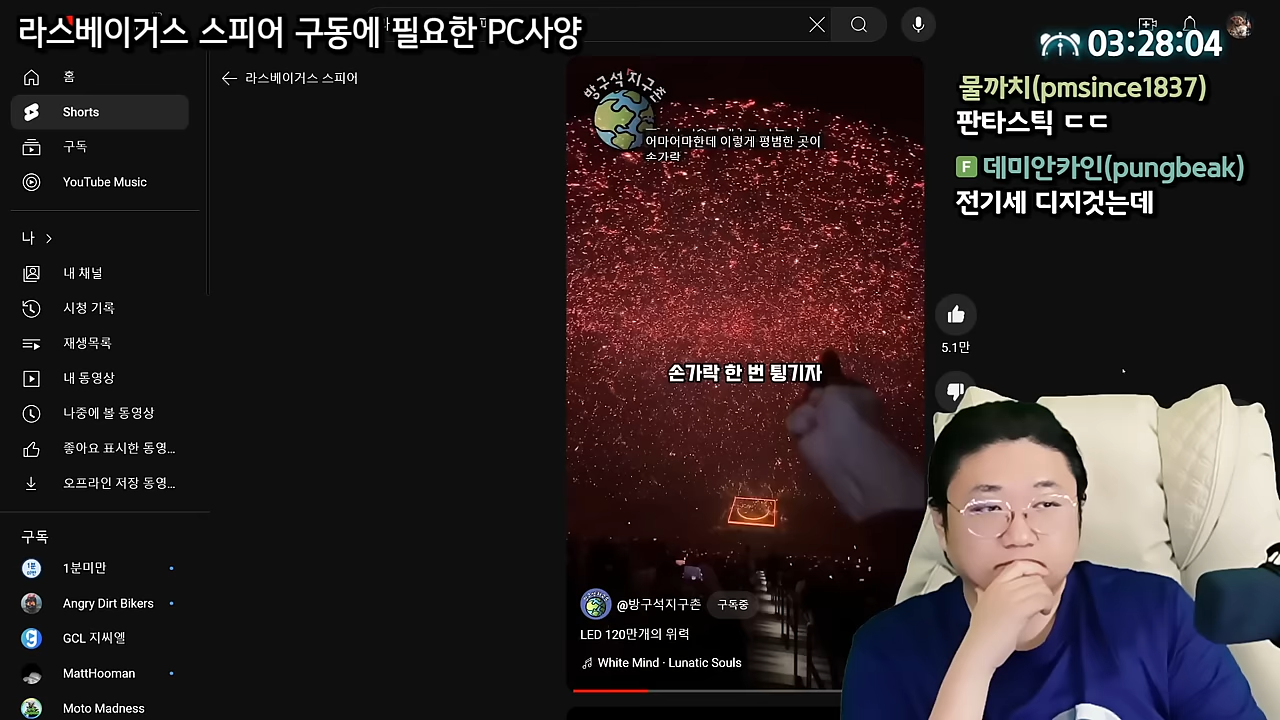 라스베이거스 스피어 구동에 필요한 PC사양
03:28:04
물까치(pmsince1837)
판타스틱 ㄷㄷ
F 데미안카인(pungbeak)
전기세 디지것는데
홈
Shorts
구독
YouTube Music
나
내 채널
시청 기록
재생목록
내 동영상
나중에 볼 동영상
좋아요 표시한 동영...
오프라인 저장 동영...
구독
1분미만
Angry Dirt Bikers
GCL 지씨엘
MattHooman
Moto Madness
라스베이거스 스피어
방구석 지구촌
어마어마한데 이렇게 평범한 곳이
손가락
손가락 한 번 튕기자
@방구석지구촌 구독중
LED 120만개의 위력
White Mind · Lunatic Souls
5.1만